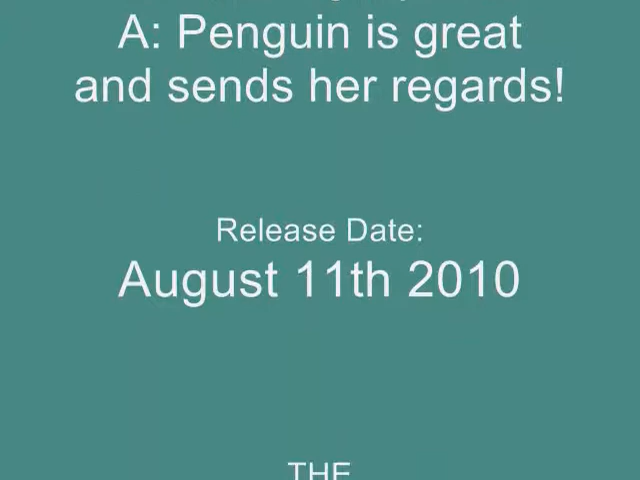 A: Penguin is great
and sends her regards!
Release Date:
August 11th 2010
THE